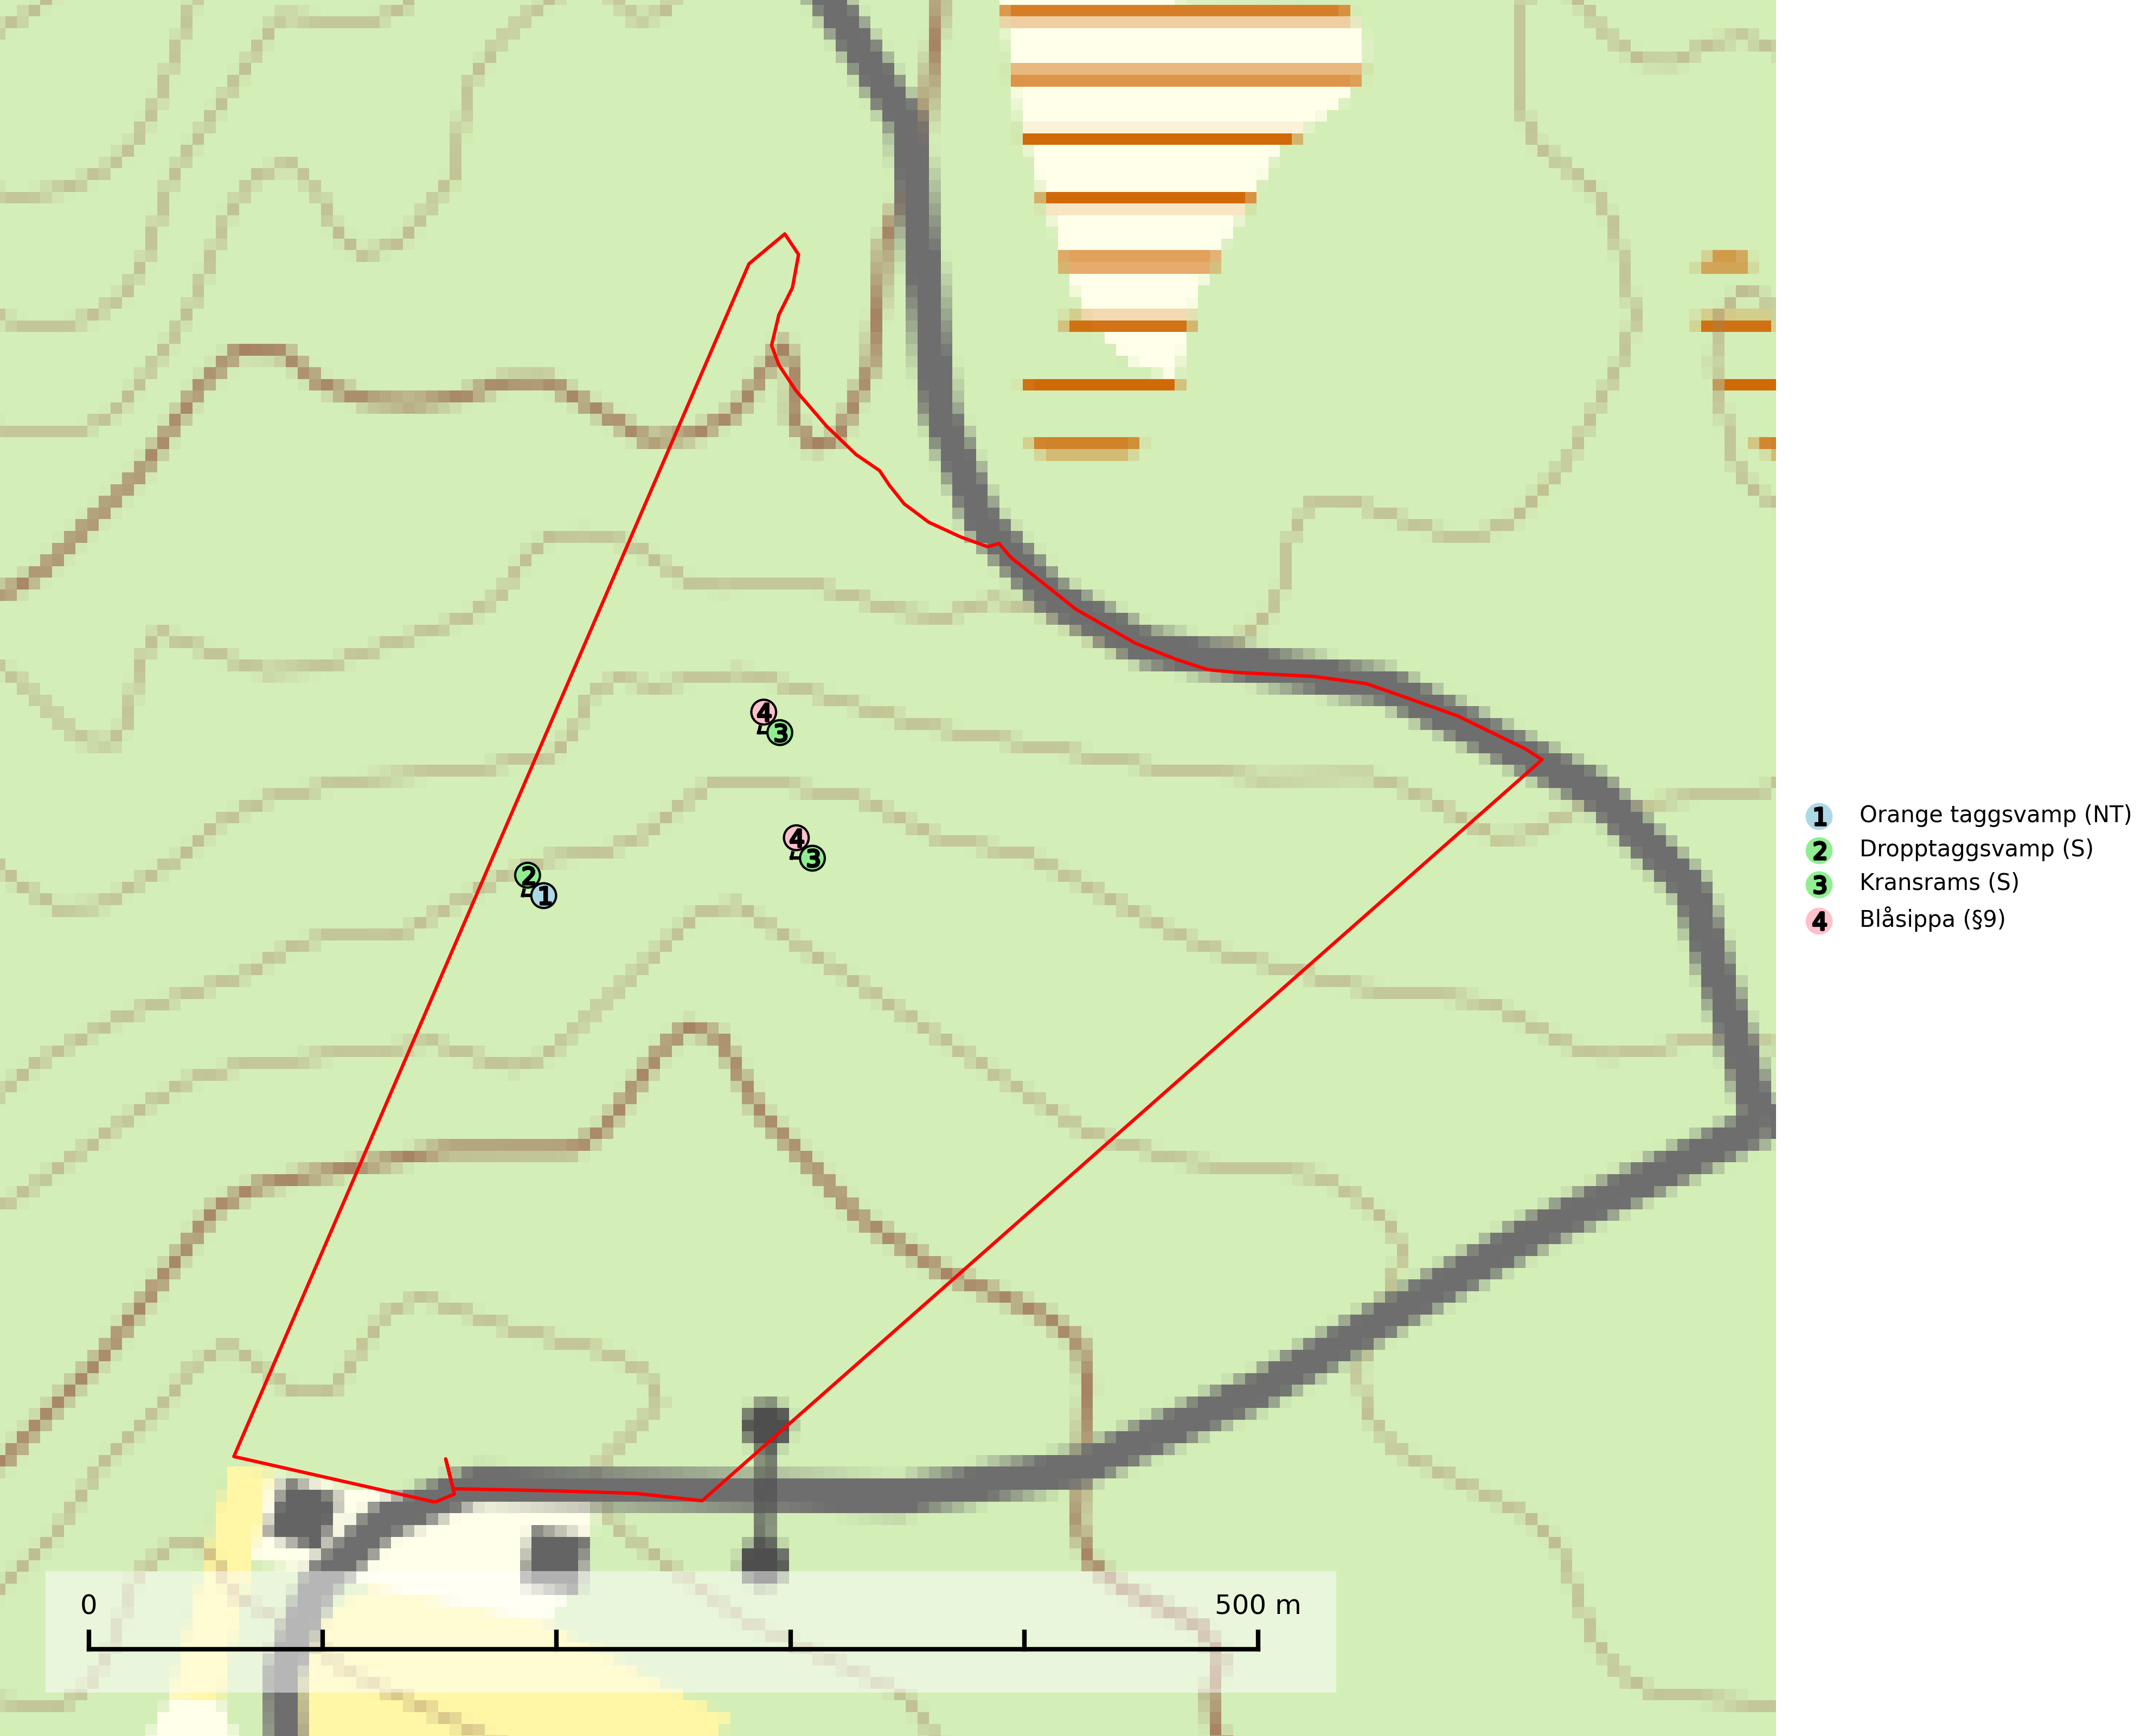 4
3
4
3
2
1
1 Orange taggsvamp (NT)
2 Dropptaggsvamp (S)
3 Kransrams (S)
4 Blåsippa (§9)
0 500 m